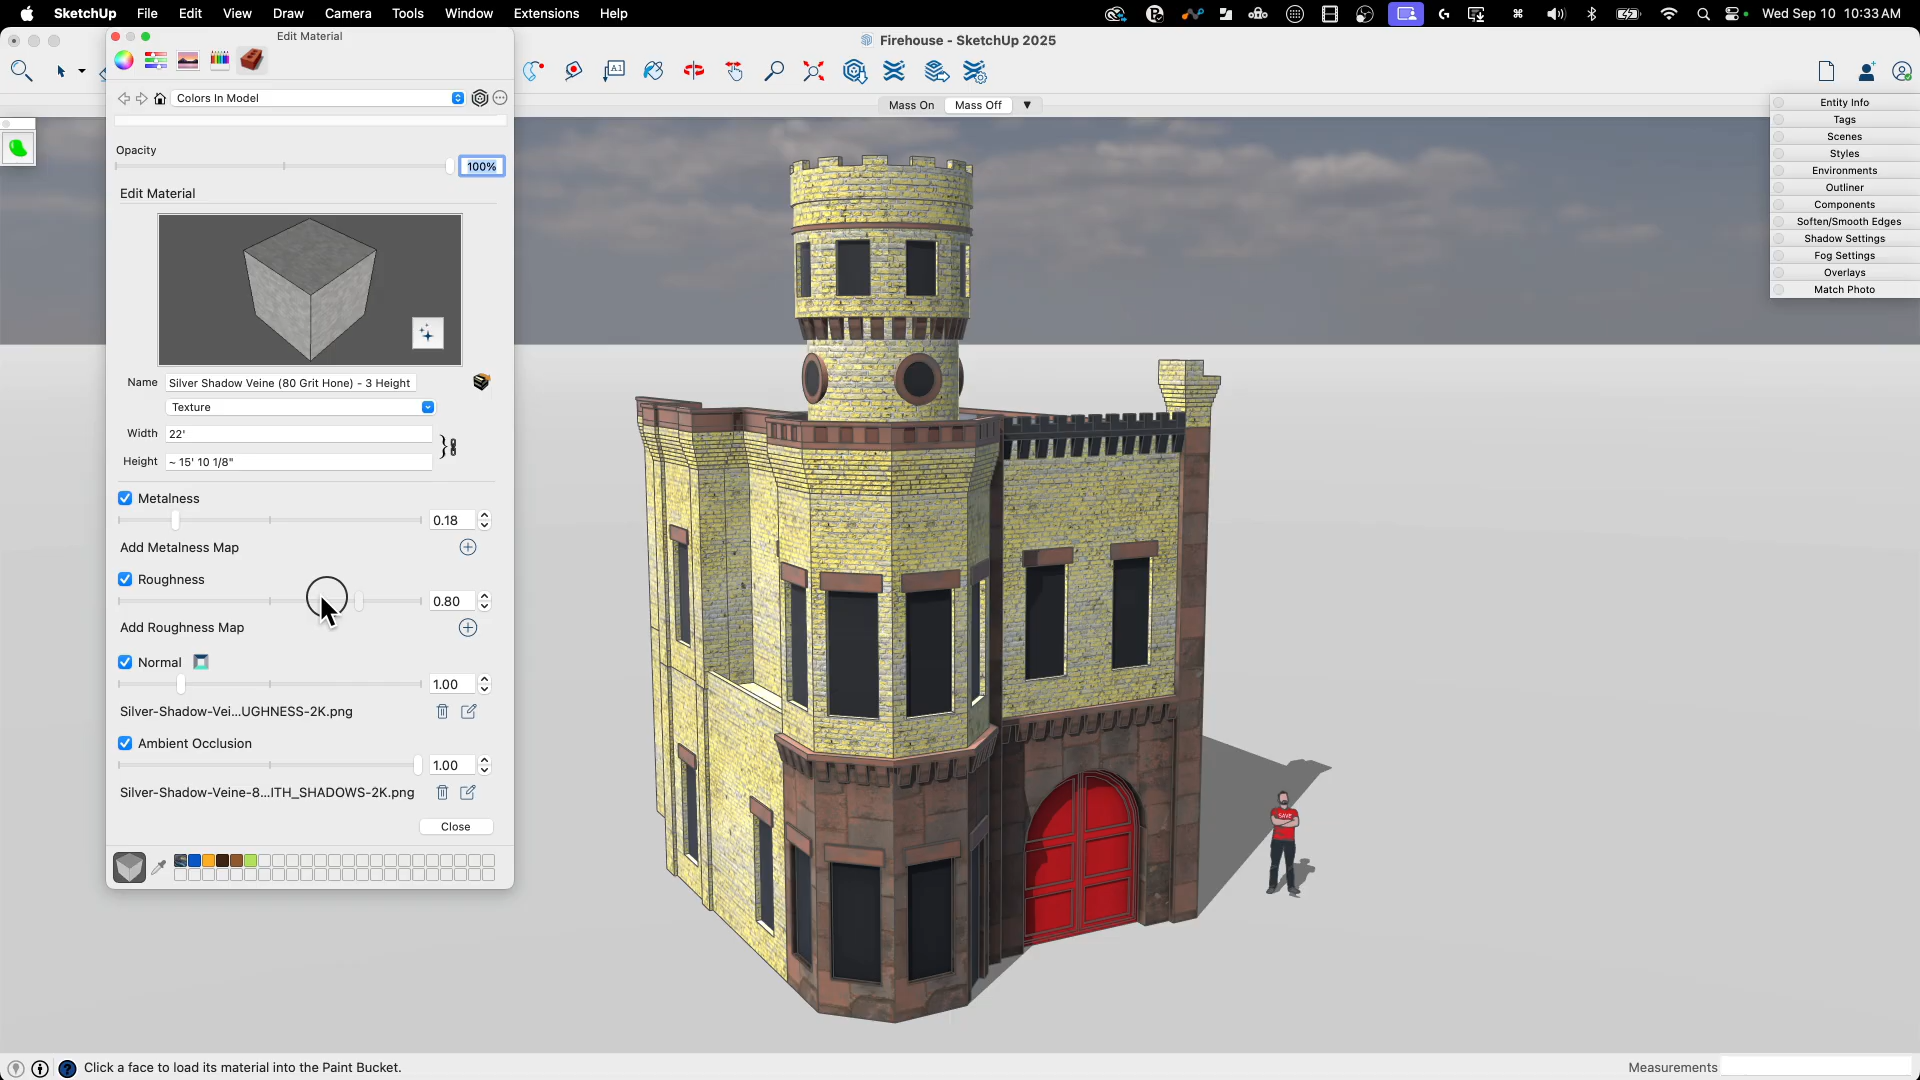 SketchUp File Edit View Draw Camera Tools Window Extensions Help
Wed Sep 10 10:33 AM
Edit Material
Firehouse - SketchUp 2025
A1
Colors In Model
Mass On Mass Off
Opacity
100%
Edit Material
Name Silver Shadow Veine (80 Grit Hone) - 3 Height
Texture
Width 22'
Height ~ 15' 10 1/8"
Metalness
0.18
Add Metalness Map
Roughness
0.80
Add Roughness Map
Normal
1.00
Silver-Shadow-Vei...UGHNESS-2K.png
Ambient Occlusion
1.00
Silver-Shadow-Veine-8...ITH_SHADOWS-2K.png
Close
Entity Info
Tags
Scenes
Styles
Environments
Outliner
Components
Soften/Smooth Edges
Shadow Settings
Fog Settings
Overlays
Match Photo
SAVE
Click a face to load its material into the Paint Bucket.
Measurements